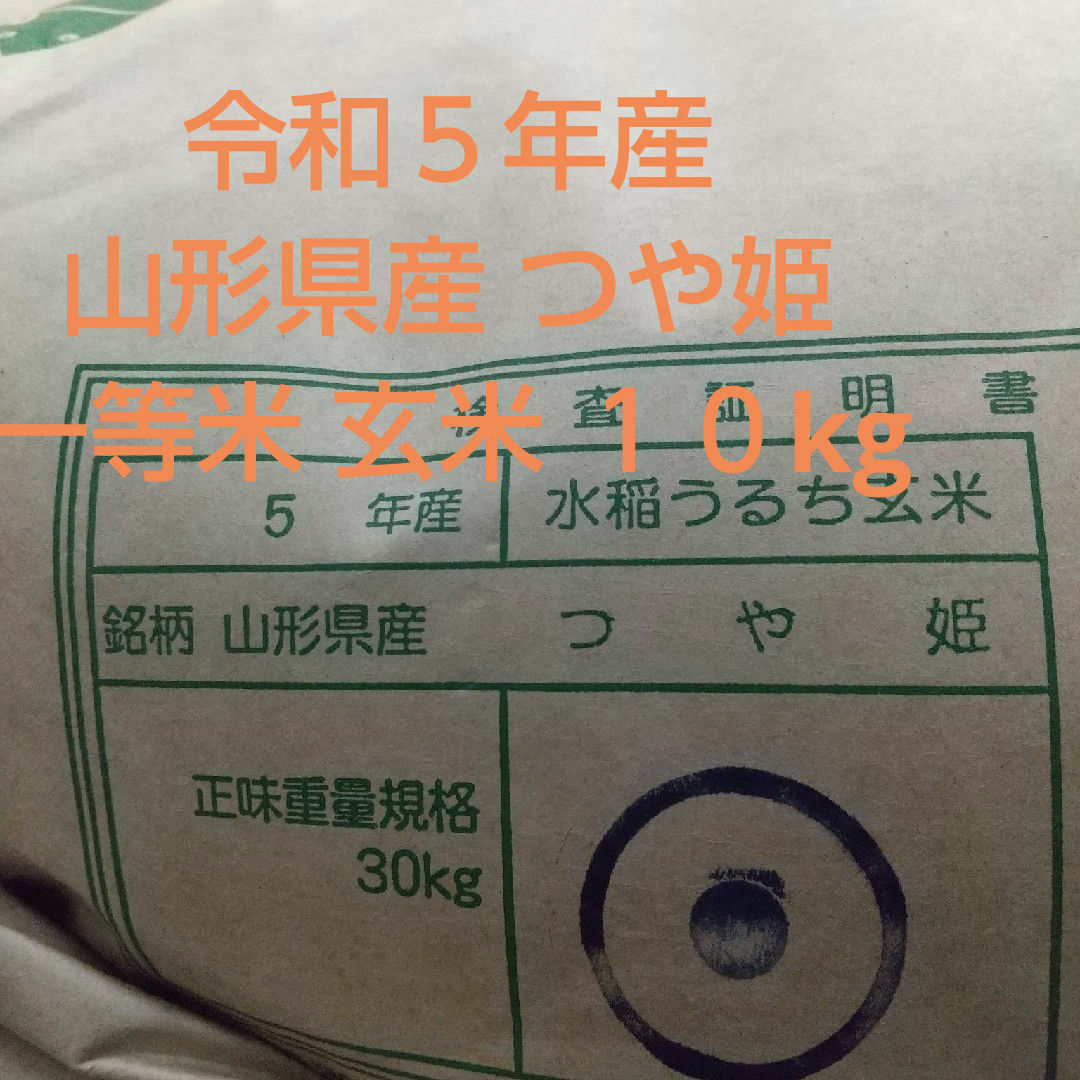 令和５年産
山形県産 つや姫
一等米 玄米 １０kg
検査証明書
5 年産 水稲うるち玄米
銘柄 山形県産 つや姫
正味重量規格
30kg